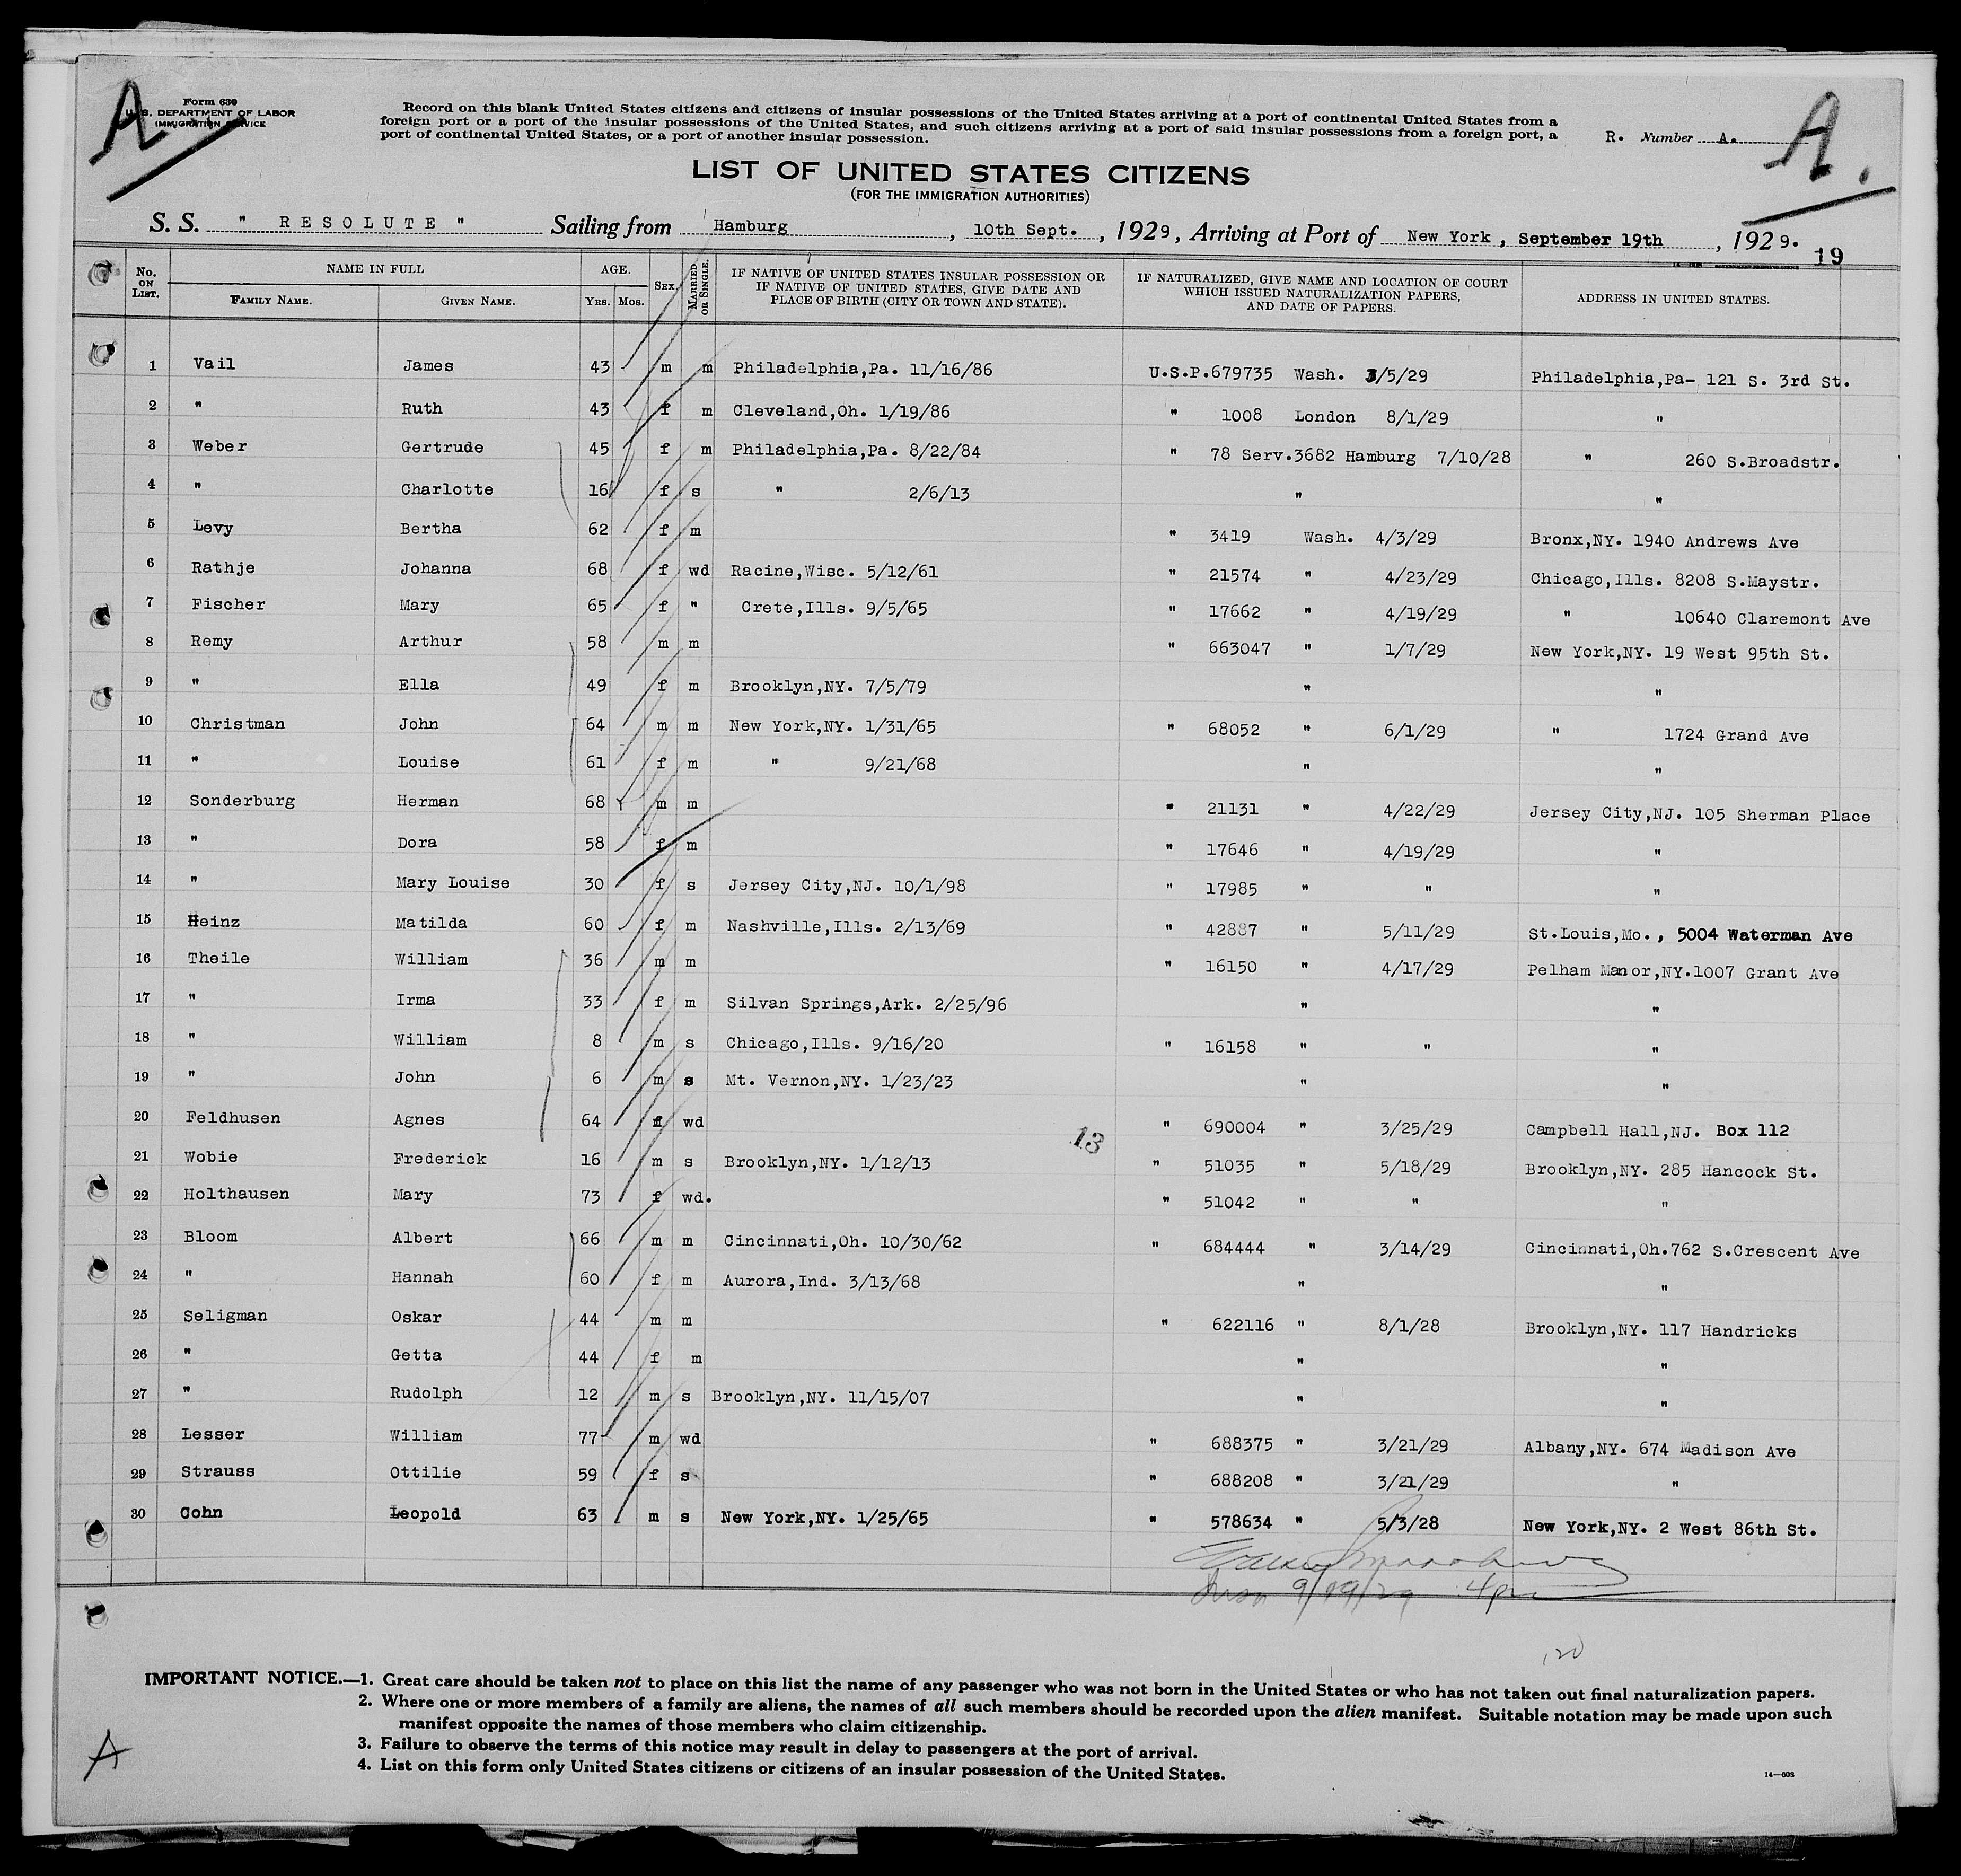 A
Form 630
U.S. DEPARTMENT OF LABOR
IMMIGRATION SERVICE
Record on this blank United States citizens and citizens of insular possessions of the United States arriving at a port of continental United States from a
foreign port or a port of the insular possessions of the United States, and such citizens arriving at a port of said insular possessions from a foreign port, a
port of continental United States, or a port of another insular possession.
R. Number A.
A.
LIST OF UNITED STATES CITIZENS
(FOR THE IMMIGRATION AUTHORITIES)
S. S. " RESOLUTE " Sailing from Hamburg, 10th Sept., 1929, Arriving at Port of New York, September 19th, 1929.
19
No. ON LIST. NAME IN FULL FAMILY NAME. GIVEN NAME. AGE. YRS. MOS. SEX. MARRIED OR SINGLE. IF NATIVE OF UNITED STATES INSULAR POSSESSION OR IF NATIVE OF UNITED STATES, GIVE DATE AND PLACE OF BIRTH (CITY OR TOWN AND STATE). IF NATURALIZED, GIVE NAME AND LOCATION OF COURT WHICH ISSUED NATURALIZATION PAPERS, AND DATE OF PAPERS. ADDRESS IN UNITED STATES.
1 Vail James 43 m m Philadelphia,Pa. 11/16/86 U.S.P.679735 Wash. 3/5/29 Philadelphia,Pa- 121 S. 3rd St.
2 " Ruth 43 f m Cleveland,Oh. 1/19/86 " 1008 London 8/1/29 "
3 Weber Gertrude 45 f m Philadelphia,Pa. 8/22/84 " 78 Serv.3682 Hamburg 7/10/28 " 260 S.Broadstr.
4 " Charlotte 16 f s " 2/6/13 " "
5 Levy Bertha 62 f m " 3419 Wash. 4/3/29 Bronx,NY. 1940 Andrews Ave
6 Rathje Johanna 68 f wd Racine,Wisc. 5/12/61 " 21574 " 4/23/29 Chicago,Ills. 8208 S.Maystr.
7 Fischer Mary 65 f " Crete,Ills. 9/5/65 " 17662 " 4/19/29 " 10640 Claremont Ave
8 Remy Arthur 58 m m " 663047 " 1/7/29 New York,NY. 19 West 95th St.
9 " Ella 49 f m Brooklyn,NY. 7/5/79 " "
10 Christman John 64 m m New York,NY. 1/31/65 " 68052 " 6/1/29 " 1724 Grand Ave
11 " Louise 61 f m " 9/21/68 " "
12 Sonderburg Herman 68 m m " 21131 " 4/22/29 Jersey City,NJ. 105 Sherman Place
13 " Dora 58 f m " 17646 " 4/19/29 "
14 " Mary Louise 30 f s Jersey City,NJ. 10/1/98 " 17985 " " "
15 Heinz Matilda 60 f m Nashville,Ills. 2/13/69 " 42887 " 5/11/29 St.Louis,Mo., 5004 Waterman Ave
16 Theile William 36 m m " 16150 " 4/17/29 Pelham Manor,NY.1007 Grant Ave
17 " Irma 33 f m Silvan Springs,Ark. 2/25/96 " "
18 " William 8 m s Chicago,Ills. 9/16/20 " 16158 " " "
19 " John 6 m s Mt. Vernon,NY. 1/23/23 " "
20 Feldhusen Agnes 64 f wd " 690004 " 3/25/29 Campbell Hall,NJ. Box 112
13
21 Wobie Frederick 16 m s Brooklyn,NY. 1/12/13 " 51035 " 5/18/29 Brooklyn,NY. 285 Hancock St.
22 Holthausen Mary 73 f wd. " 51042 " " "
23 Bloom Albert 66 m m Cincinnati,Oh. 10/30/62 " 684444 " 3/14/29 Cincinnati,Oh.762 S.Crescent Ave
24 " Hannah 60 f m Aurora,Ind. 3/13/68 " "
25 Seligman Oskar 44 m m " 622116 " 8/1/28 Brooklyn,NY. 117 Handricks
26 " Getta 44 f m " "
27 " Rudolph 12 m s Brooklyn,NY. 11/15/07 " "
28 Lesser William 77 m wd " 688375 " 3/21/29 Albany,NY. 674 Madison Ave
29 Strauss Ottilie 59 f s " 688208 " 3/21/29 "
30 Cohn Leopold 63 m s New York,NY. 1/25/65 " 578634 " 5/3/28 New York,NY. 2 West 86th St.
9/19/29 4pm
120
IMPORTANT NOTICE.—1. Great care should be taken not to place on this list the name of any passenger who was not born in the United States or who has not taken out final naturalization papers.
2. Where one or more members of a family are aliens, the names of all such members should be recorded upon the alien manifest. Suitable notation may be made upon such
manifest opposite the names of those members who claim citizenship.
3. Failure to observe the terms of this notice may result in delay to passengers at the port of arrival.
4. List on this form only United States citizens or citizens of an insular possession of the United States.
A
14—608